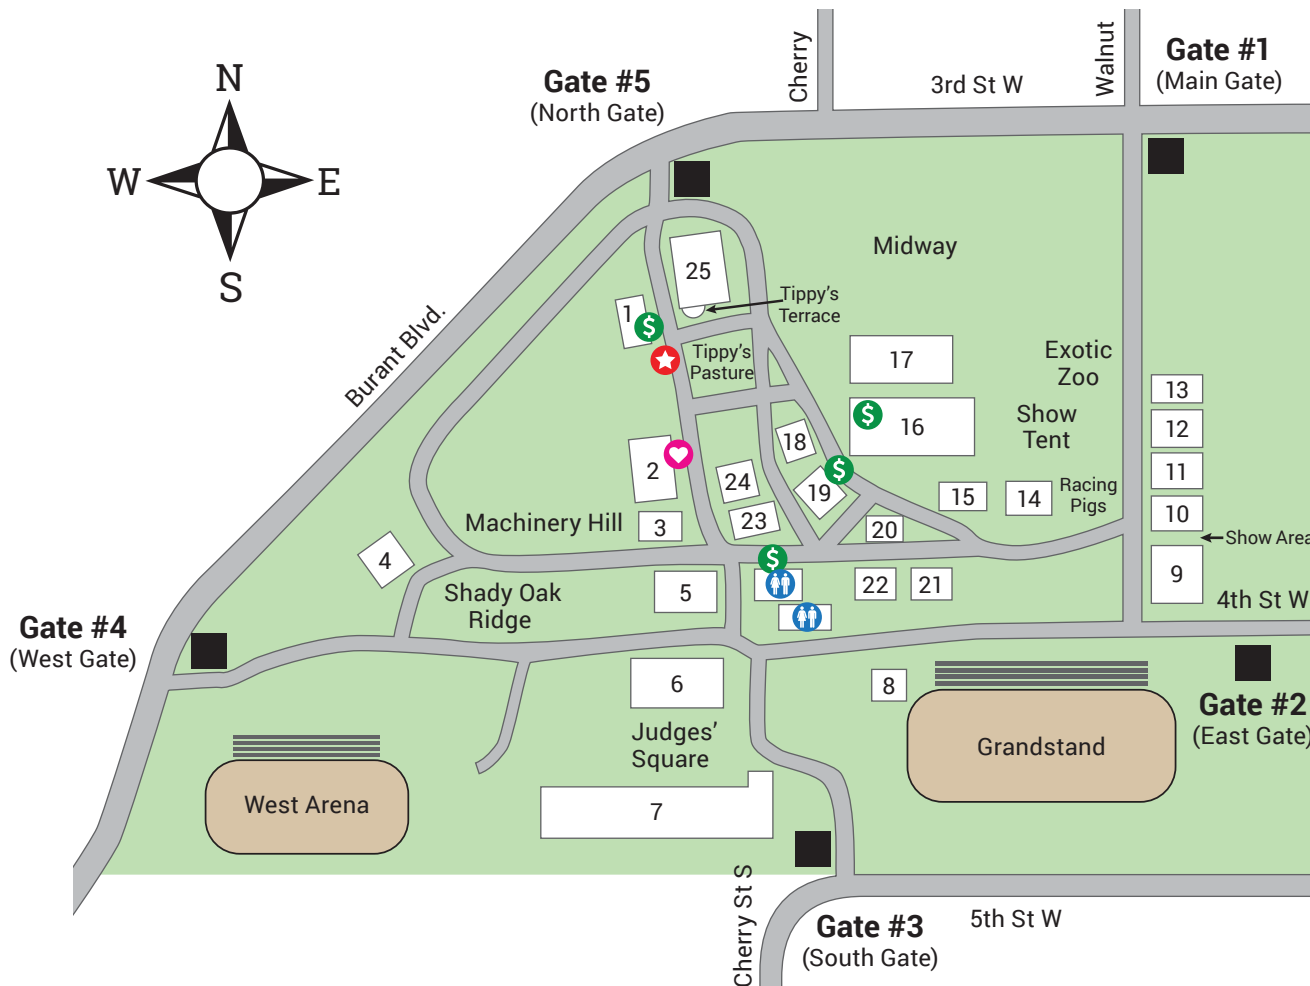 Cherry
Walnut
Gate #1
(Main Gate)
3rd St W
Gate #5
(North Gate)
N
W
E
S
Midway
25
Tippy's
Terrace
1
$
Tippy's
Pasture
17
Exotic
Zoo
Burant Blvd.
13
$
16
Show
Tent
12
18
2
$
11
24
19
15
14
Racing
Pigs
10
Machinery Hill
3
23
20
Show Area
4
$
9
Shady Oak
Ridge
5
22
21
4th St W
Gate #4
(West Gate)
6
8
Gate #2
(East Gate)
Judges'
Square
Grandstand
West Arena
7
Cherry St S
Gate #3
(South Gate)
5th St W